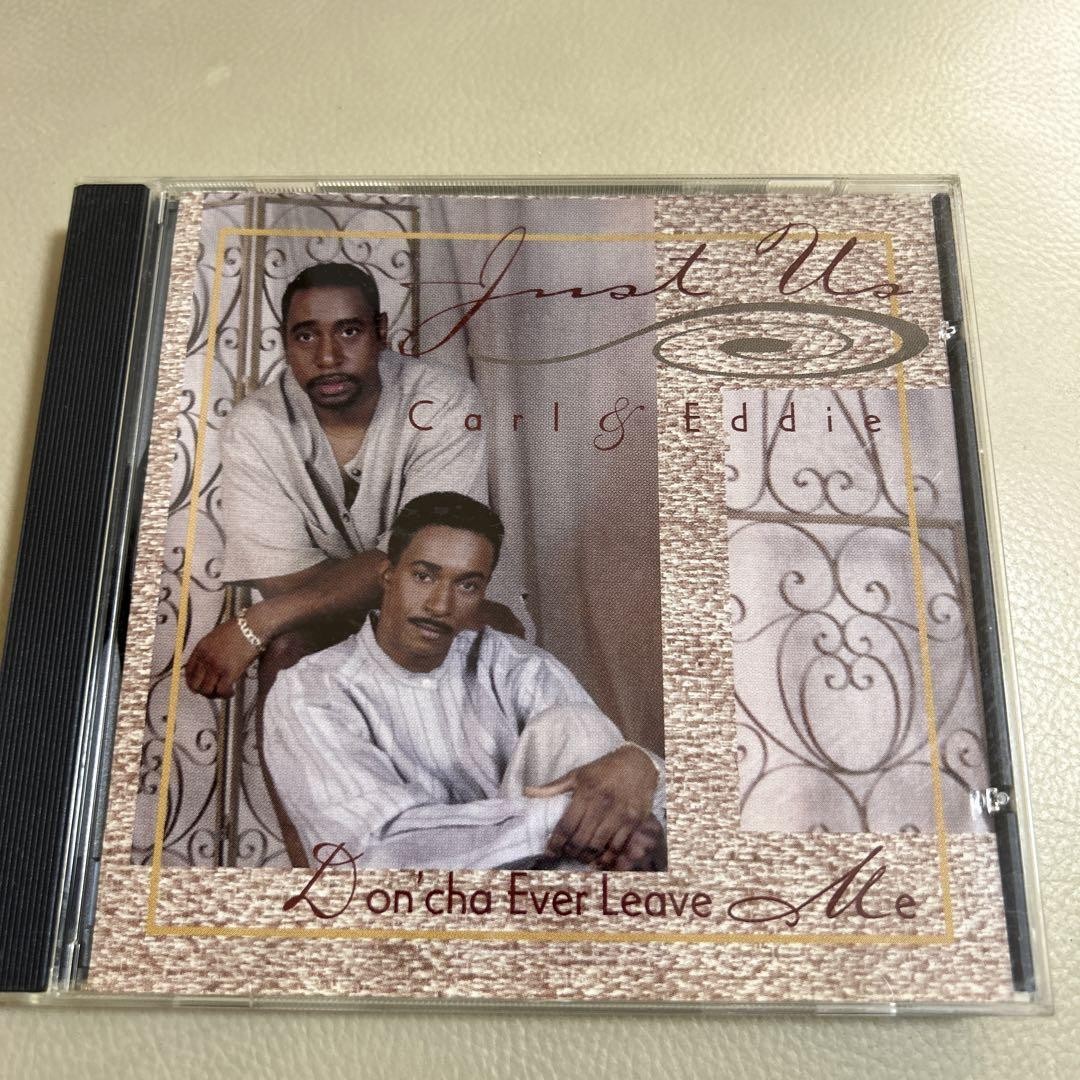 Just Us
Carl & Eddie
Don'cha Ever Leave Me